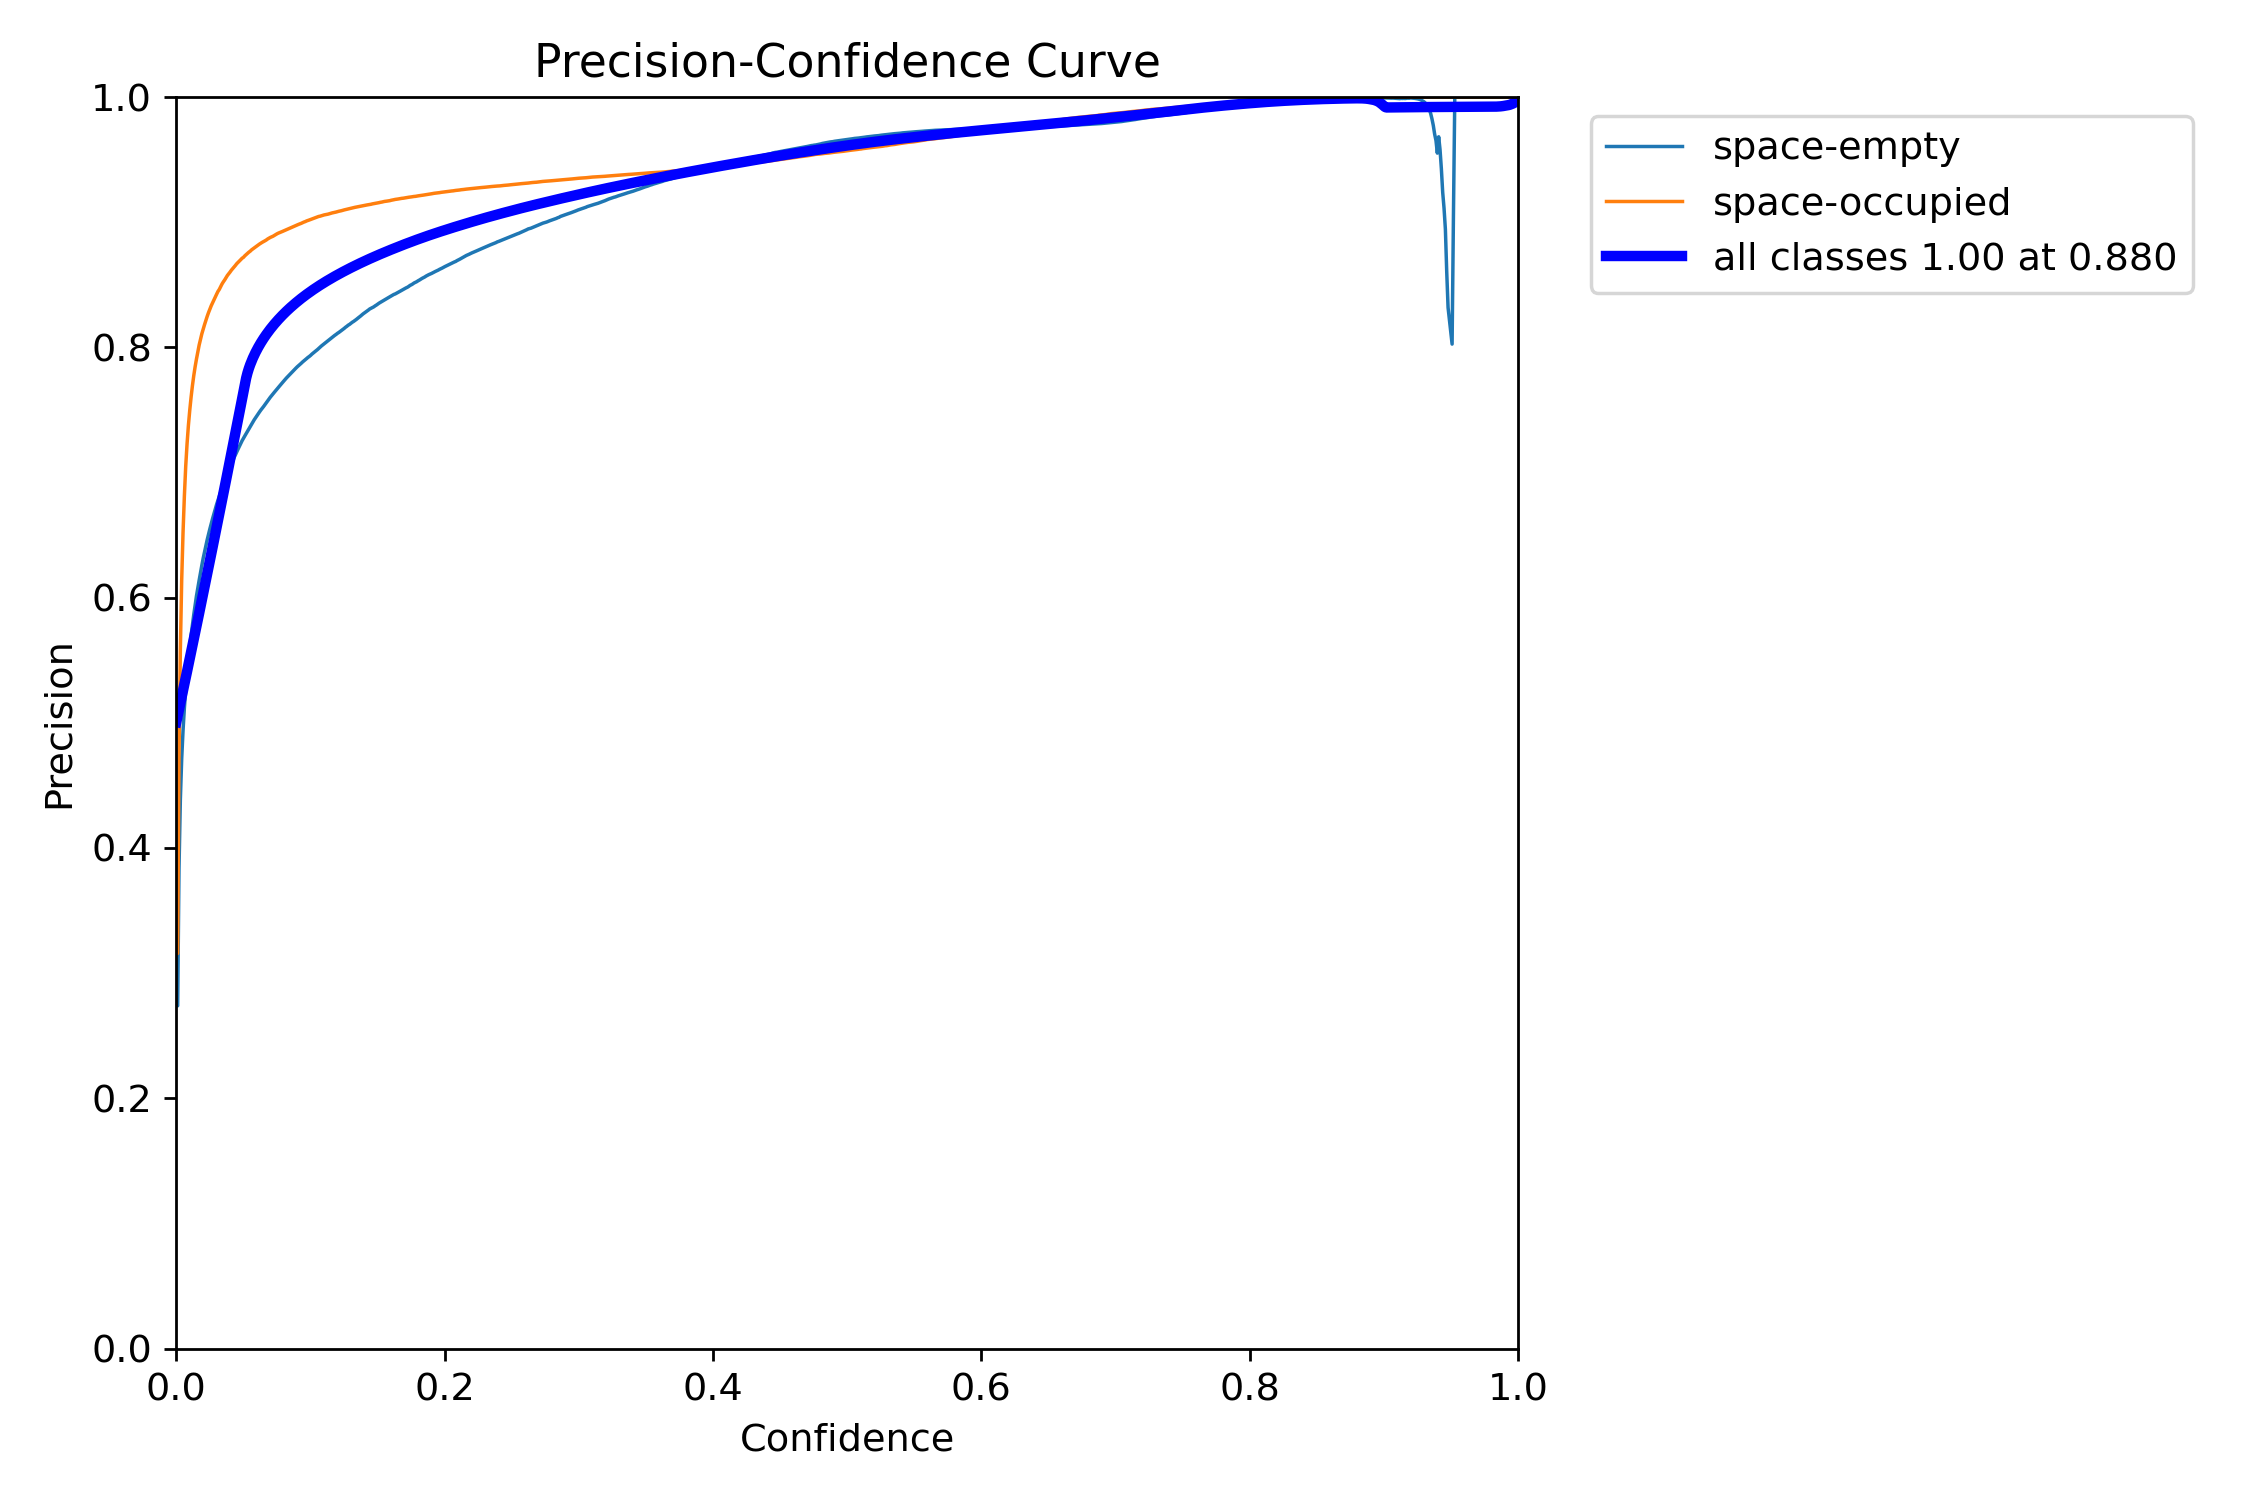 Precision-Confidence Curve
1.0
0.8
0.6
0.4
0.2
0.0
Precision
0.0 0.2 0.4 0.6 0.8 1.0
Confidence
space-empty
space-occupied
all classes 1.00 at 0.880